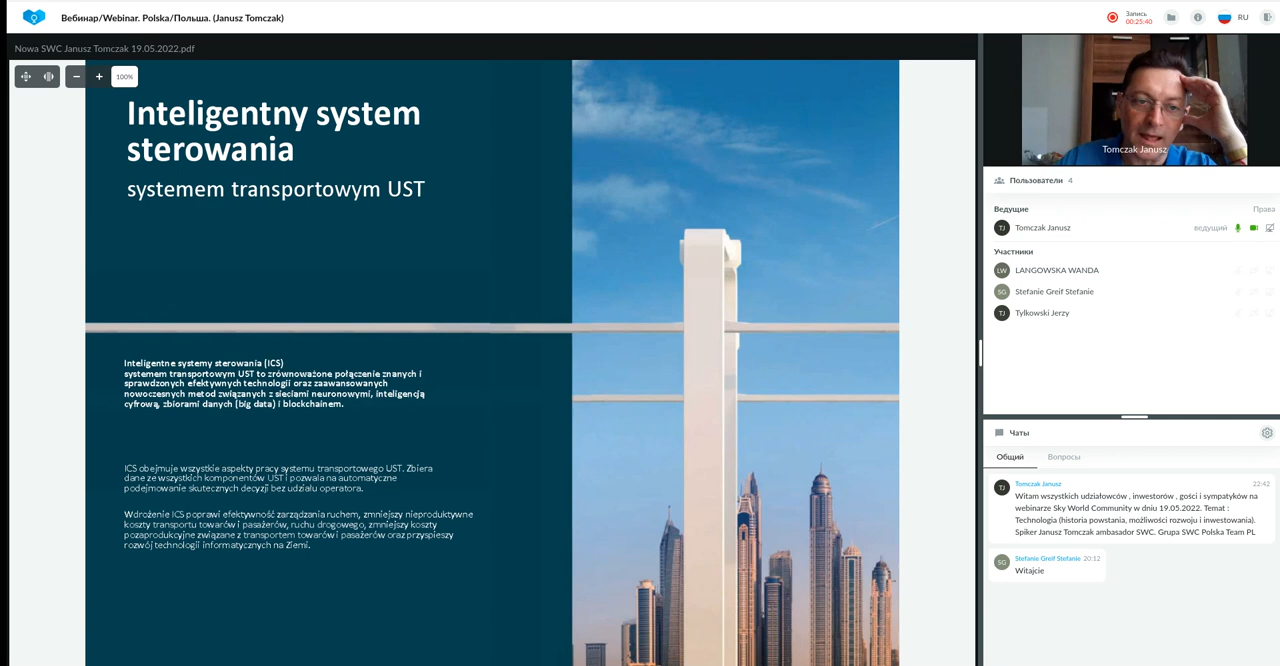 Вебинар/Webinar. Polska/Польша. (Janusz Tomczak)
Запись
00:25:40
RU
Nowa SWC Janusz Tomczak 19.05.2022.pdf
100%
Inteligentny system
sterowania
systemem transportowym UST
Inteligentne systemy sterowania (ICS)
systemem transportowym UST to zrównoważone połączenie znanych i
sprawdzonych efektywnych technologii oraz zaawansowanych
nowoczesnych metod związanych z sieciami neuronowymi, inteligencją
cyfrową, zbiorami danych (big data) i blockchainem.
ICS obejmuje wszystkie aspekty pracy systemu transportowego UST. Zbiera
dane ze wszystkich komponentów UST i pozwala na automatyczne
podejmowanie skutecznych decyzji bez udziału operatora.
Wdrożenie ICS poprawi efektywność zarządzania ruchem, zmniejszy nieproduktywne
koszty transportu towarów i pasażerów, ruchu drogowego, zmniejszy koszty
pozaprodukcyjne związane z transportem towarów i pasażerów oraz przyspieszy
rozwój technologii informatycznych na Ziemi.
Tomczak Janusz
Пользователи 4
Ведущие Права
TJ Tomczak Janusz ведущий
Участники
LW LANGOWSKA WANDA
SG Stefanie Greif Stefanie
TJ Tylkowski Jerzy
Чаты
Общий Вопросы
TJ Tomczak Janusz 22:42
Witam wszystkich udziałowców , inwestorów , gości i sympatyków na
webinarze Sky World Community w dniu 19.05.2022. Temat :
Technologia (historia powstania, możliwości rozwoju i inwestowania).
Spiker Janusz Tomczak ambasador SWC. Grupa SWC Polska Team PL
SG Stefanie Greif Stefanie 20:12
Witajcie